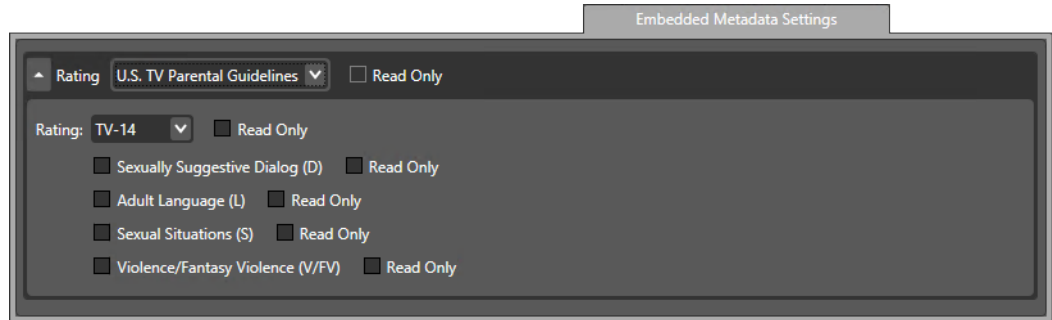 Embedded Metadata Settings
Rating U.S. TV Parental Guidelines Read Only
Rating: TV-14 Read Only
Sexually Suggestive Dialog (D) Read Only
Adult Language (L) Read Only
Sexual Situations (S) Read Only
Violence/Fantasy Violence (V/FV) Read Only